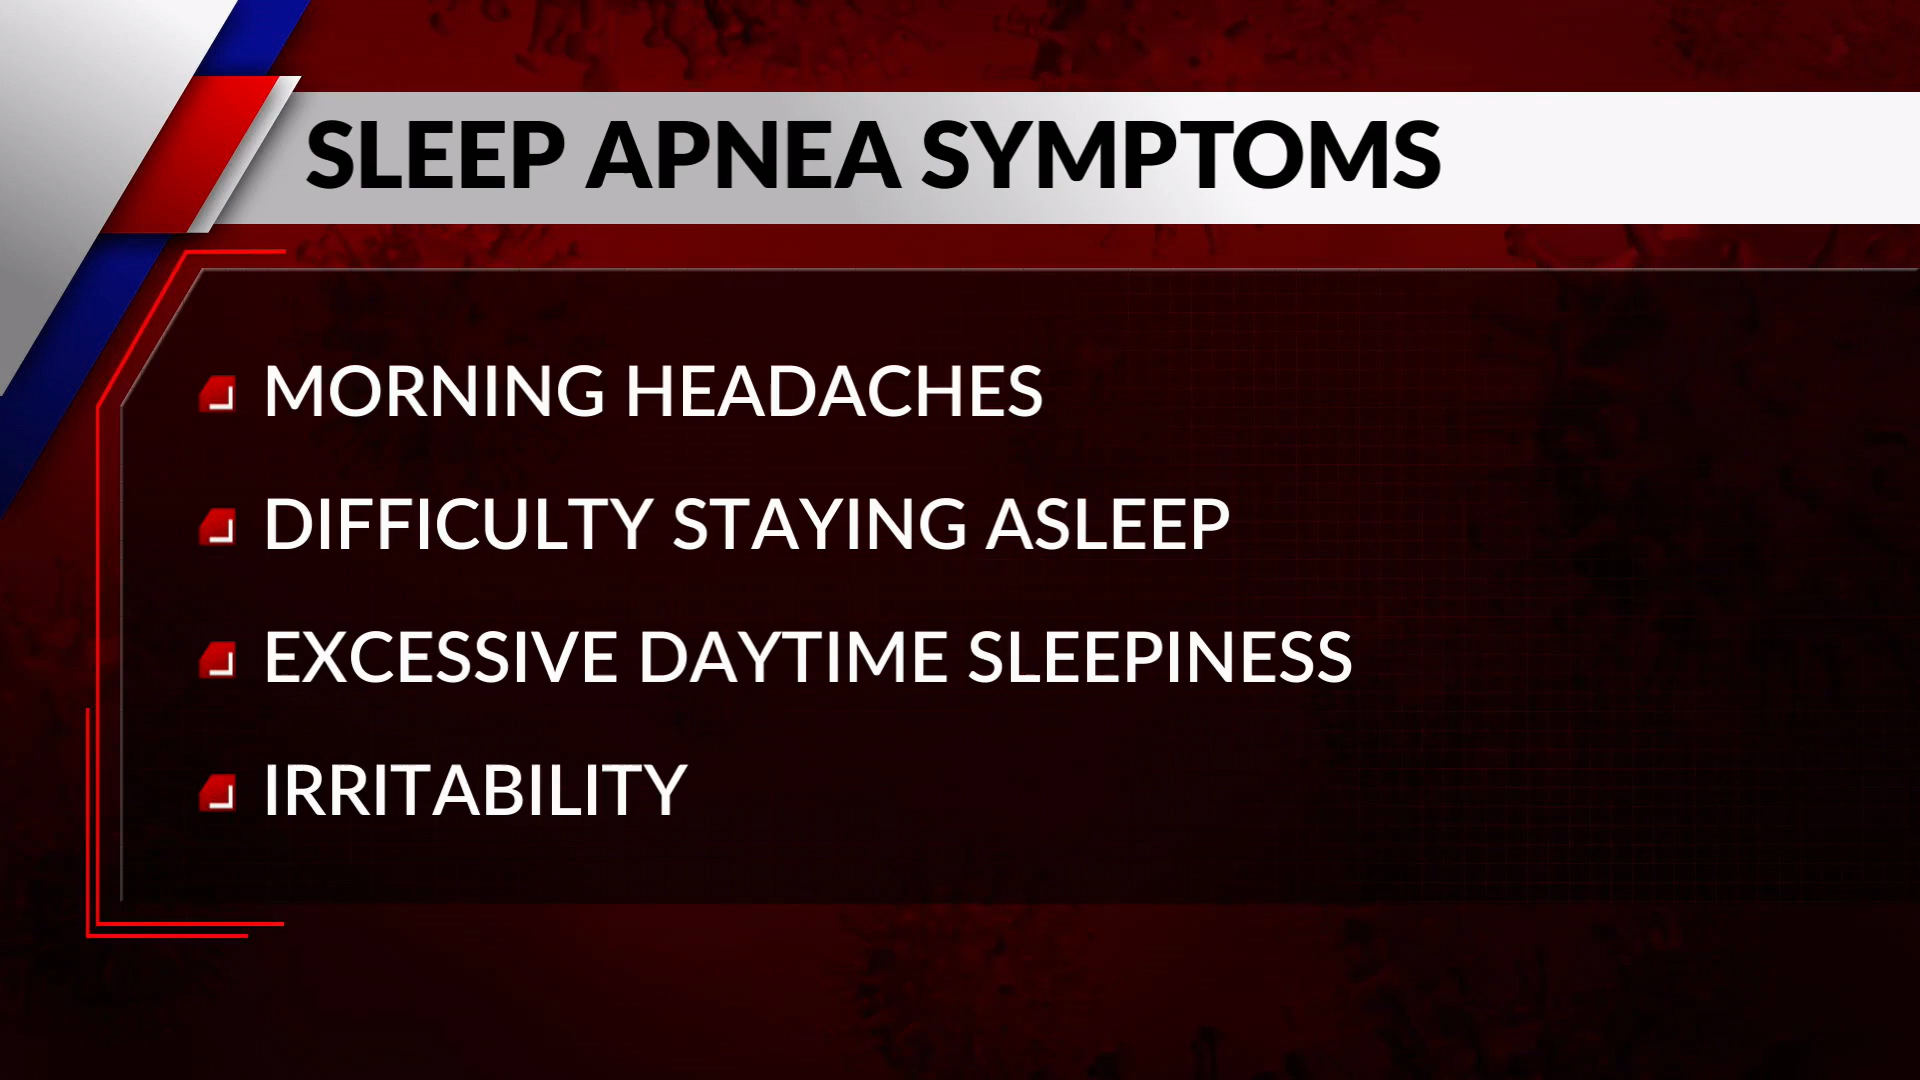 SLEEP APNEA SYMPTOMS
MORNING HEADACHES
DIFFICULTY STAYING ASLEEP
EXCESSIVE DAYTIME SLEEPINESS
IRRITABILITY